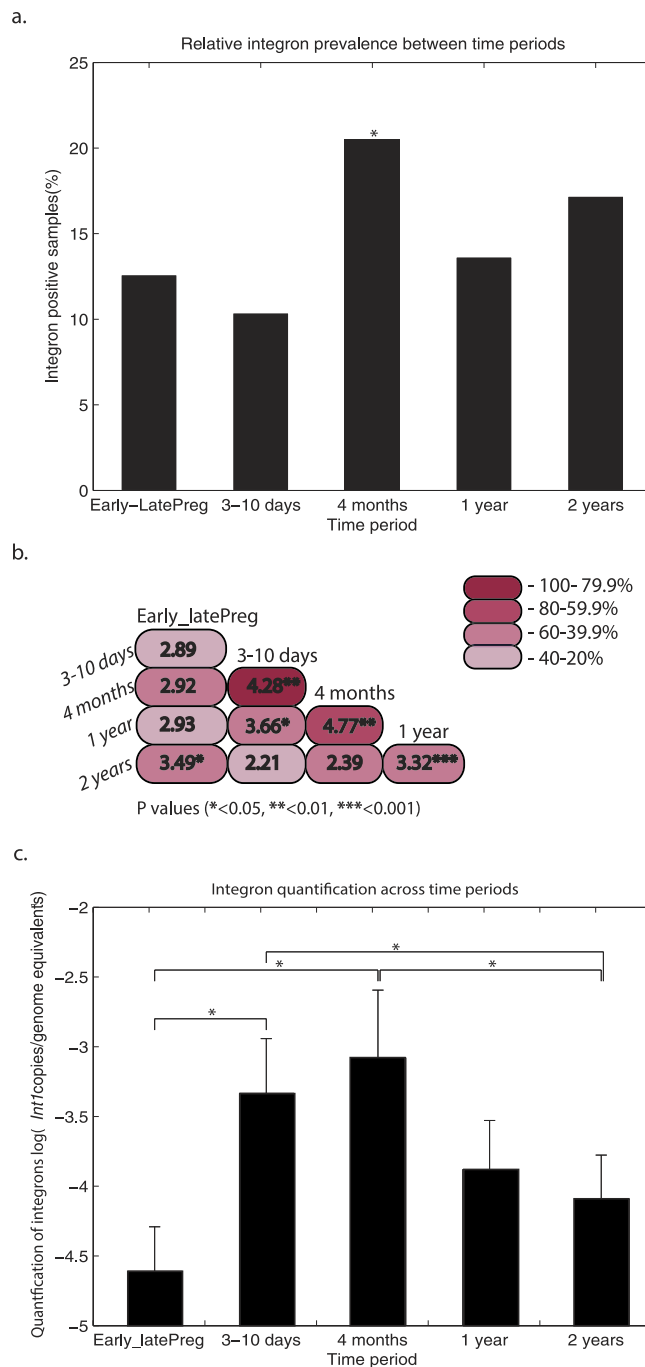 a.
Relative integron prevalence between time periods
Integron positive samples(%)
25
20
15
10
5
0
*
Early-LatePreg 3-10 days 4 months 1 year 2 years
Time period
b.
- 100- 79.9%
- 80-59.9%
- 60-39.9%
- 40-20%
Early_latePreg
3-10 days 2.89 3-10 days
4 months 2.92 4.28** 4 months
1 year 2.93 3.66* 4.77** 1 year
2 years 3.49* 2.21 2.39 3.32***
P values (*<0.05, **<0.01, ***<0.001)
c.
Integron quantification across time periods
Quantfication of integrons log( Int1copies/genome equivalents)
-2
-2.5
-3
-3.5
-4
-4.5
-5
*
*
*
*
Early_latePreg 3-10 days 4 months 1 year 2 years
Time period